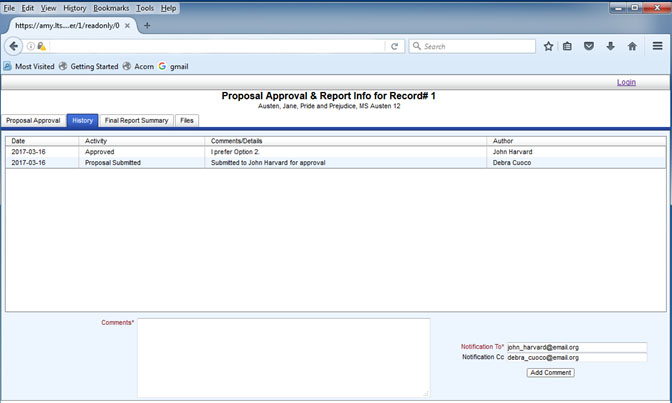 File Edit View History Bookmarks Tools Help
https://amy.lts....er/1/readonly/0 × +
Search
Most Visited Getting Started Acorn gmail
Login
Proposal Approval & Report Info for Record# 1
Austen, Jane, Pride and Prejudice, MS Austen 12
Proposal Approval History Final Report Summary Files
Date Activity Comments/Details Author
2017-03-16 Approved I prefer Option 2. John Harvard
2017-03-16 Proposal Submitted Submitted to John Harvard for approval Debra Cuoco
Comments*
Notification To* john_harvard@email.org
Notification Cc debra_cuoco@email.org
Add Comment